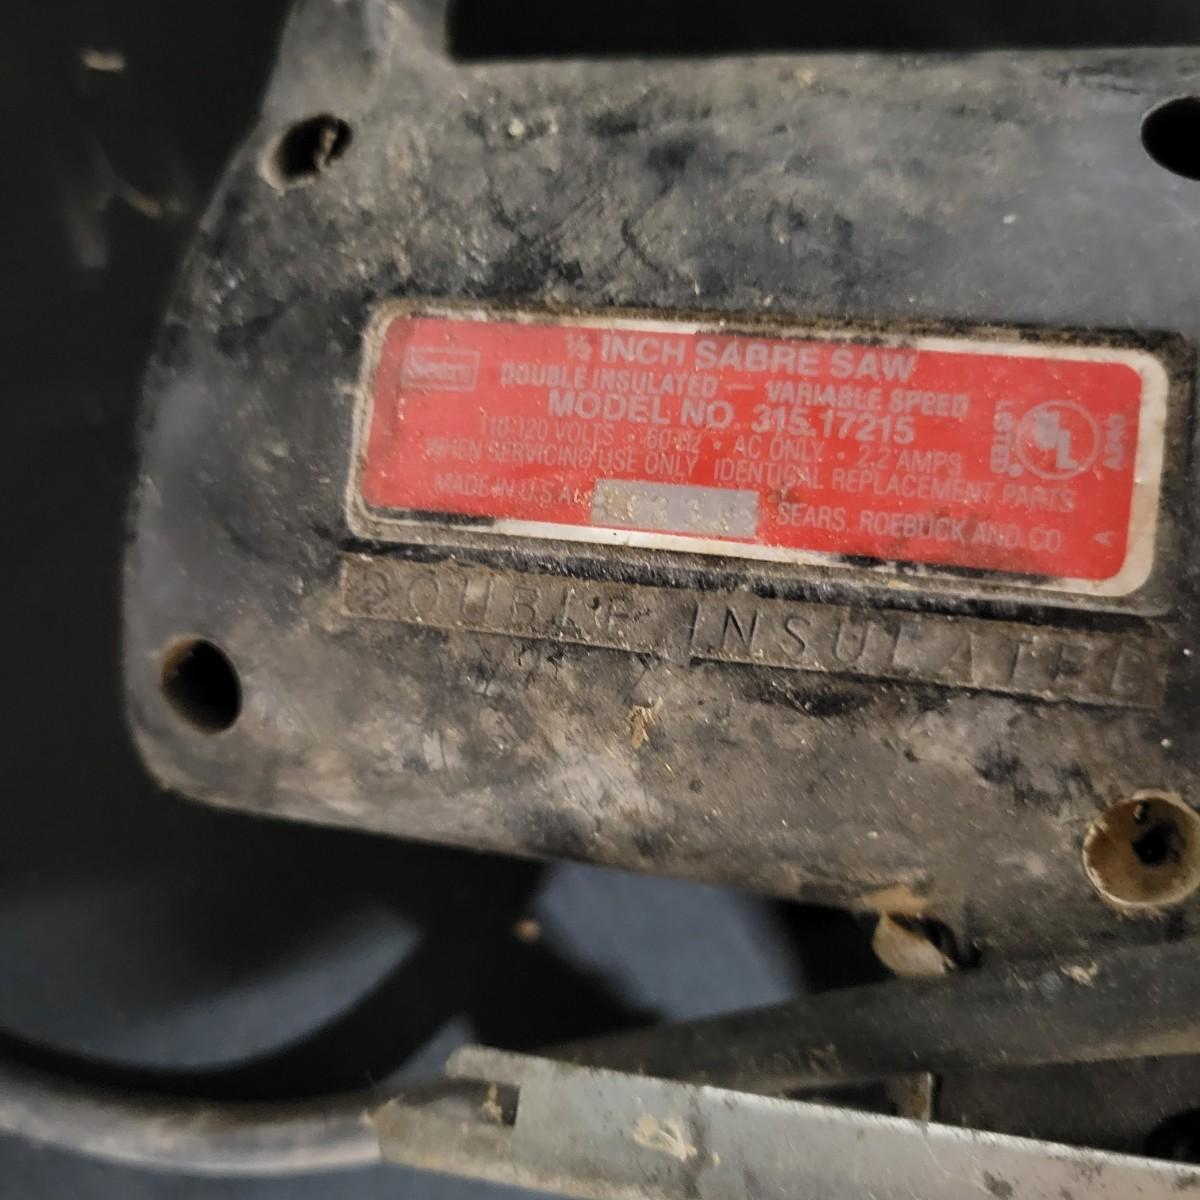 Sears
½ INCH SABRE SAW
DOUBLE INSULATED — VARIABLE SPEED
MODEL NO. 315.17215
110-120 VOLTS • 60 HZ • AC ONLY • 2.2 AMPS
WHEN SERVICING USE ONLY IDENTICAL REPLACEMENT PARTS
MADE IN U.S.A. SEARS, ROEBUCK AND CO
LISTED
UL
A
DOUBLE INSULATED